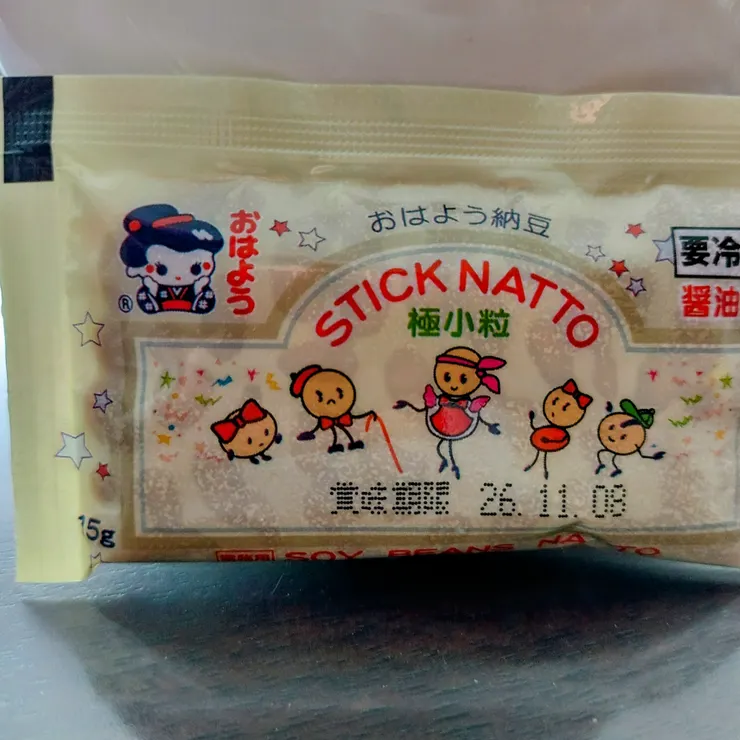 おはよう
®
おはよう納豆
STICK NATTO
極小粒
要冷
醤油
賞味期限 26.11.08
15g
SOY BEANS NATTO